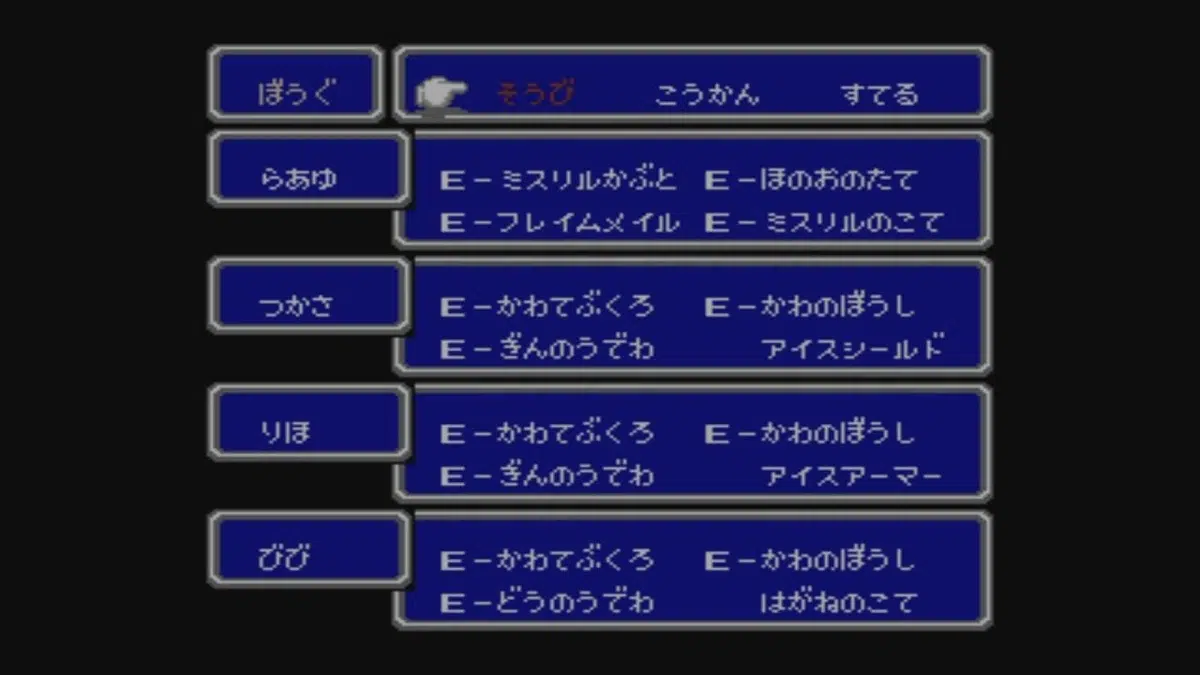 ぼうぐ そうび こうかん すてる
らあゆ E-ミスリルかぶと E-ほのおのたて
E-フレイムメイル E-ミスリルのこて
つかさ E-かわてぶくろ E-かわのぼうし
E-ぎんのうでわ アイスシールド
りほ E-かわてぶくろ E-かわのぼうし
E-ぎんのうでわ アイスアーマー
びび E-かわてぶくろ E-かわのぼうし
E-どうのうでわ はがねのこて